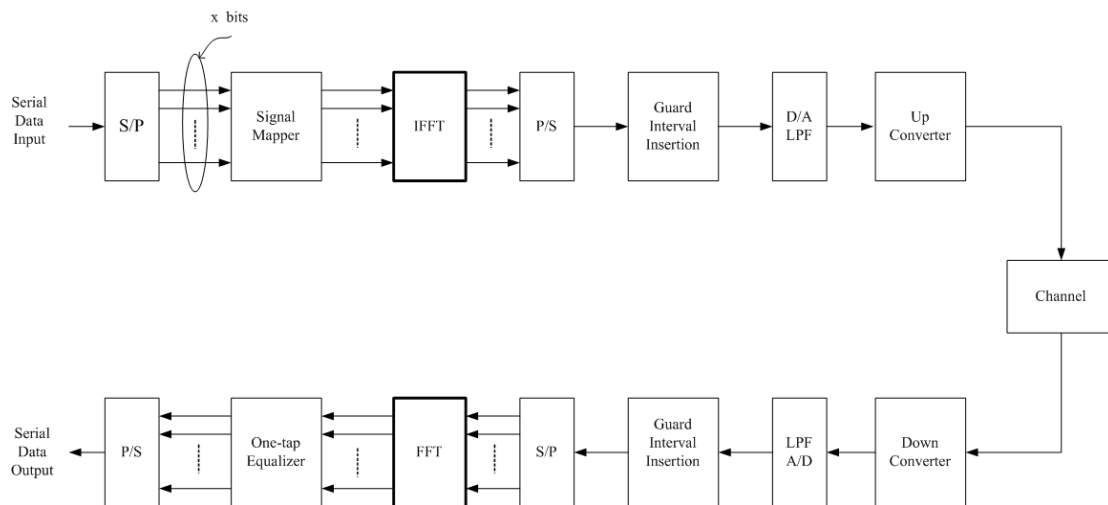 x bits
Serial
Data
Input
S/P
Signal
Mapper
IFFT
P/S
Guard
Interval
Insertion
D/A
LPF
Up
Converter
Channel
Serial
Data
Output
P/S
One-tap
Equalizer
FFT
S/P
Guard
Interval
Insertion
LPF
A/D
Down
Converter